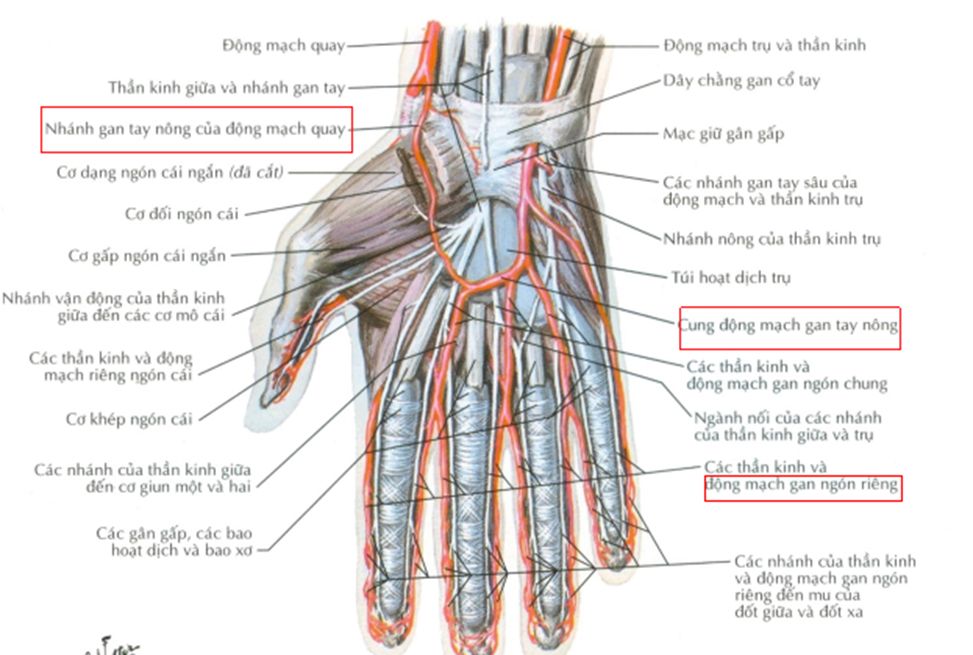 Động mạch quay
Thần kinh giữa và nhánh gan tay
Nhánh gan tay nông của động mạch quay
Cơ dạng ngón cái ngắn (đã cắt)
Cơ đối ngón cái
Cơ gấp ngón cái ngắn
Nhánh vận động của thần kinh
giữa đến các cơ mô cái
Các thần kinh và động
mạch riêng ngón cái
Cơ khép ngón cái
Các nhánh của thần kinh giữa
đến cơ giun một và hai
Các gân gấp, các bao
hoạt dịch và bao xơ
Động mạch trụ và thần kinh
Dây chằng gan cổ tay
Mạc giữ gân gấp
Các nhánh gan tay sâu của
động mạch và thần kinh trụ
Nhánh nông của thần kinh trụ
Túi hoạt dịch trụ
Cung động mạch gan tay nông
Các thần kinh và
động mạch gan ngón chung
Ngành nối của các nhánh
của thần kinh giữa và trụ
Các thần kinh và
động mạch gan ngón riêng
Các nhánh của thần kinh
và động mạch gan ngón
riêng đến mu của
đốt giữa và đốt xa